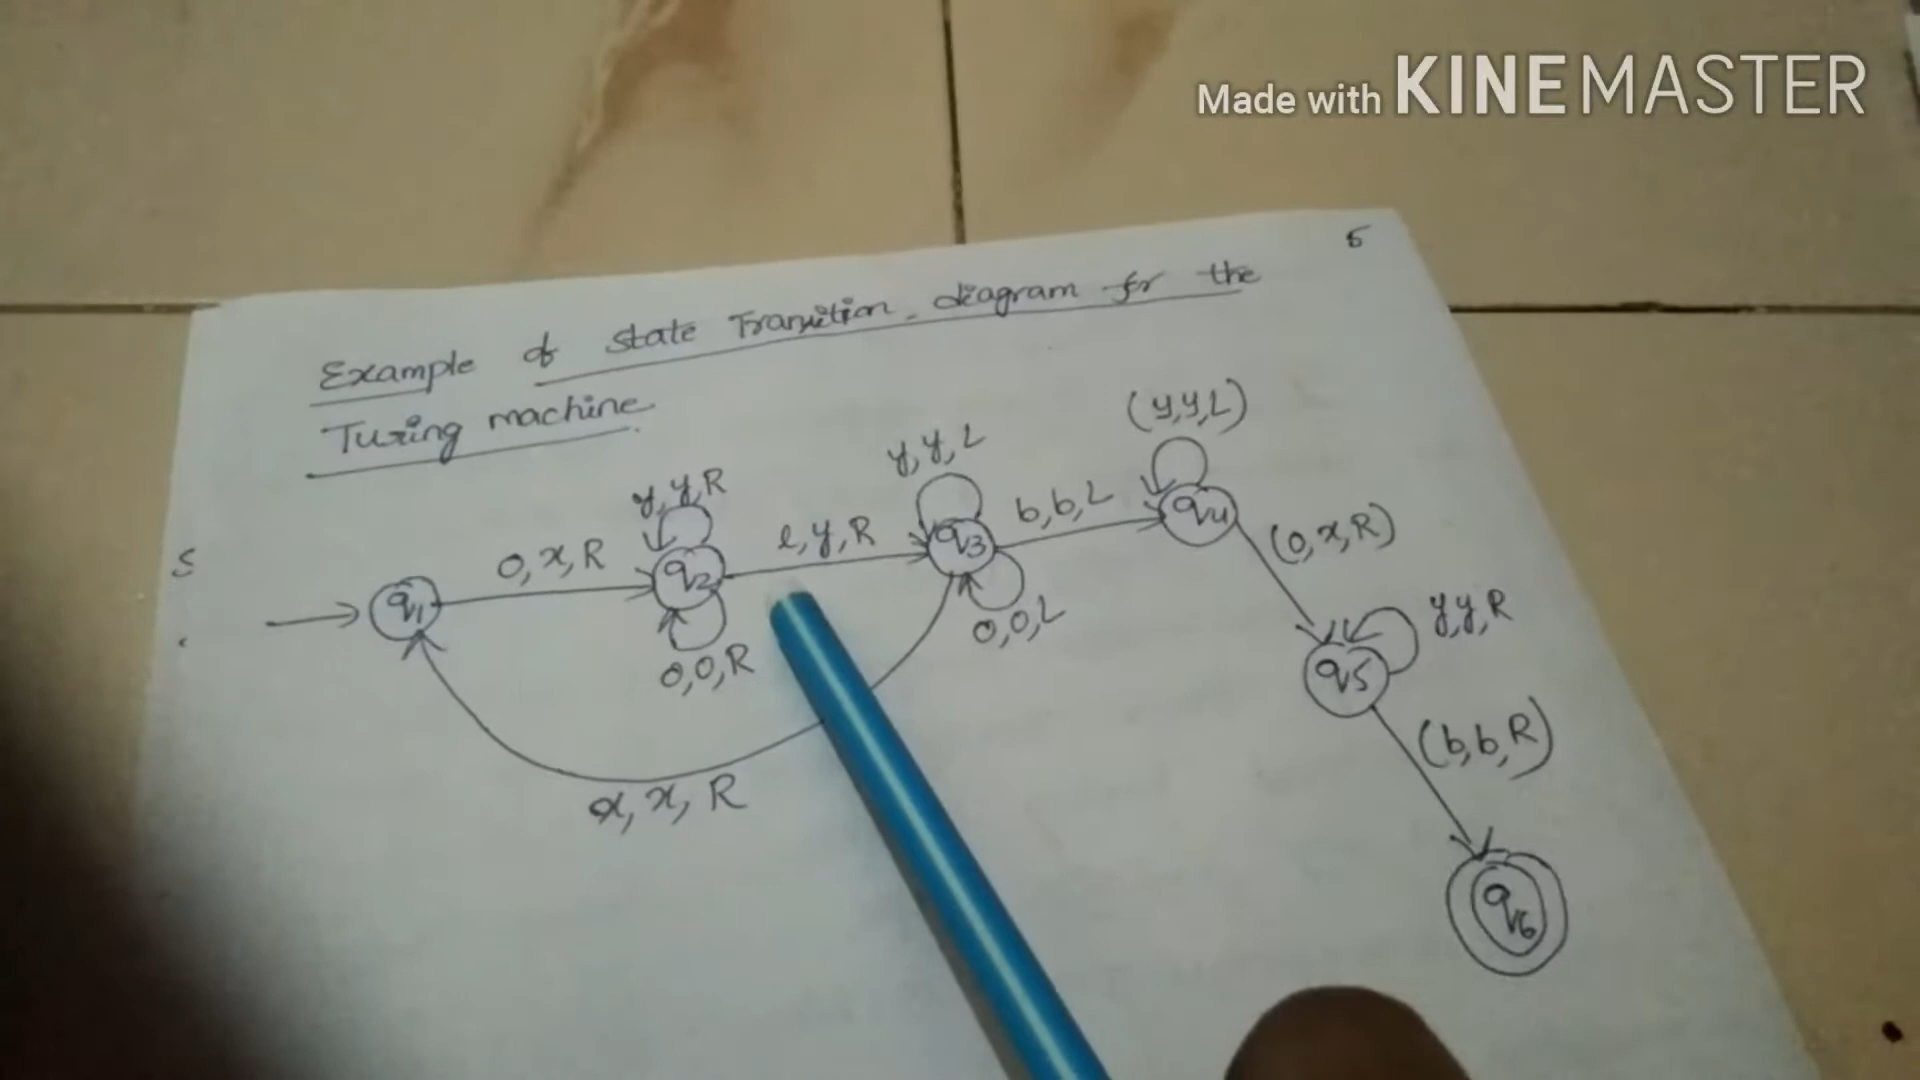 Made with KINEMASTER
5
Example of State Transition diagram for the
Turing machine
(y,y,L)
y,y,L
y,y,R
b,b,L
q4
l,y,R
q3
(0,x,R)
0,x,R
q2
q1
0,0,L
y,y,R
0,0,R
q5
(b,b,R)
x, x, R
q6